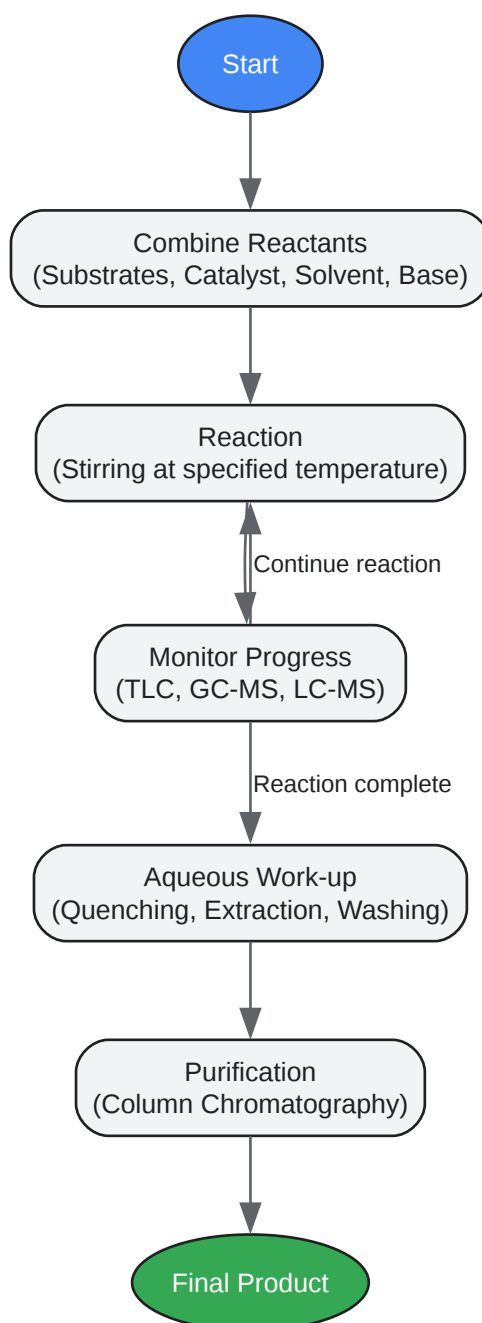 Start
Combine Reactants
(Substrates, Catalyst, Solvent, Base)
Reaction
(Stirring at specified temperature)
Continue reaction
Monitor Progress
(TLC, GC-MS, LC-MS)
Reaction complete
Aqueous Work-up
(Quenching, Extraction, Washing)
Purification
(Column Chromatography)
Final Product